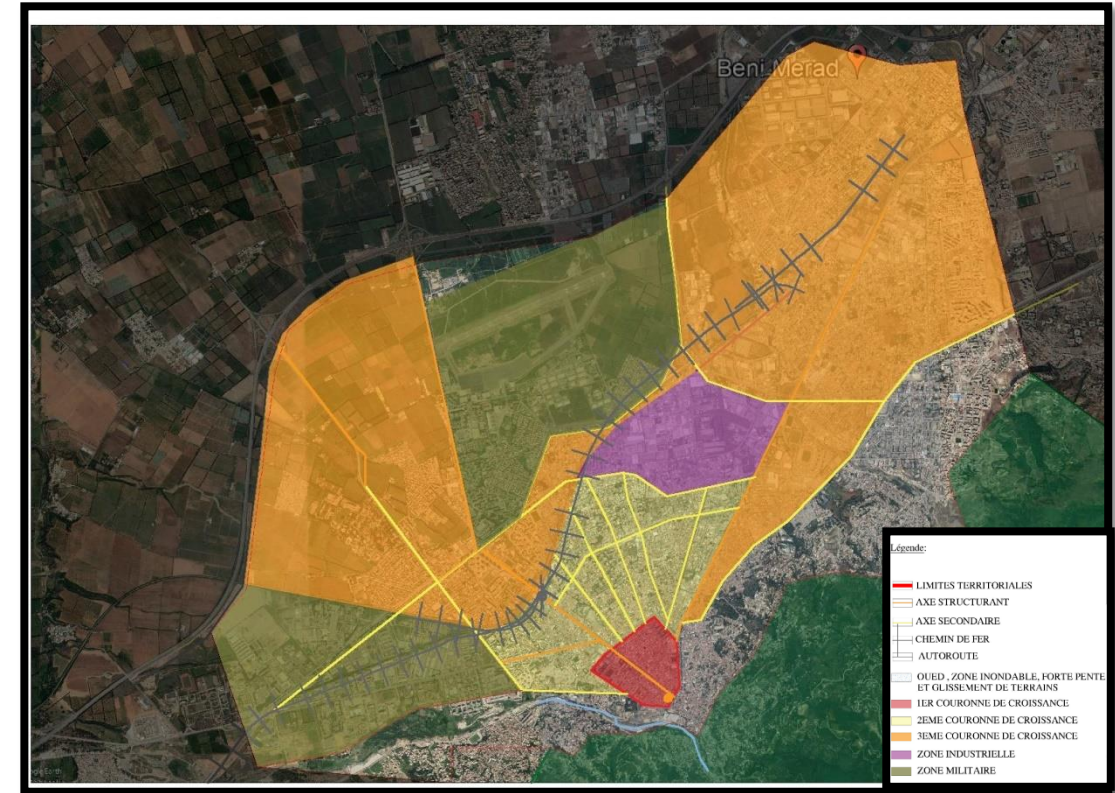 Beni Merad
Légende:
LIMITES TERRITORIALES
AXE STRUCTURANT
AXE SECONDAIRE
CHEMIN DE FER
AUTOROUTE
OUED , ZONE INONDABLE, FORTE PENTE
ET GLISSEMENT DE TERRAINS
1ER COURONNE DE CROISSANCE
2EME COURONNE DE CROISSANCE
3EME COURONNE DE CROISSANCE
ZONE INDUSTRIELLE
ZONE MILITAIRE